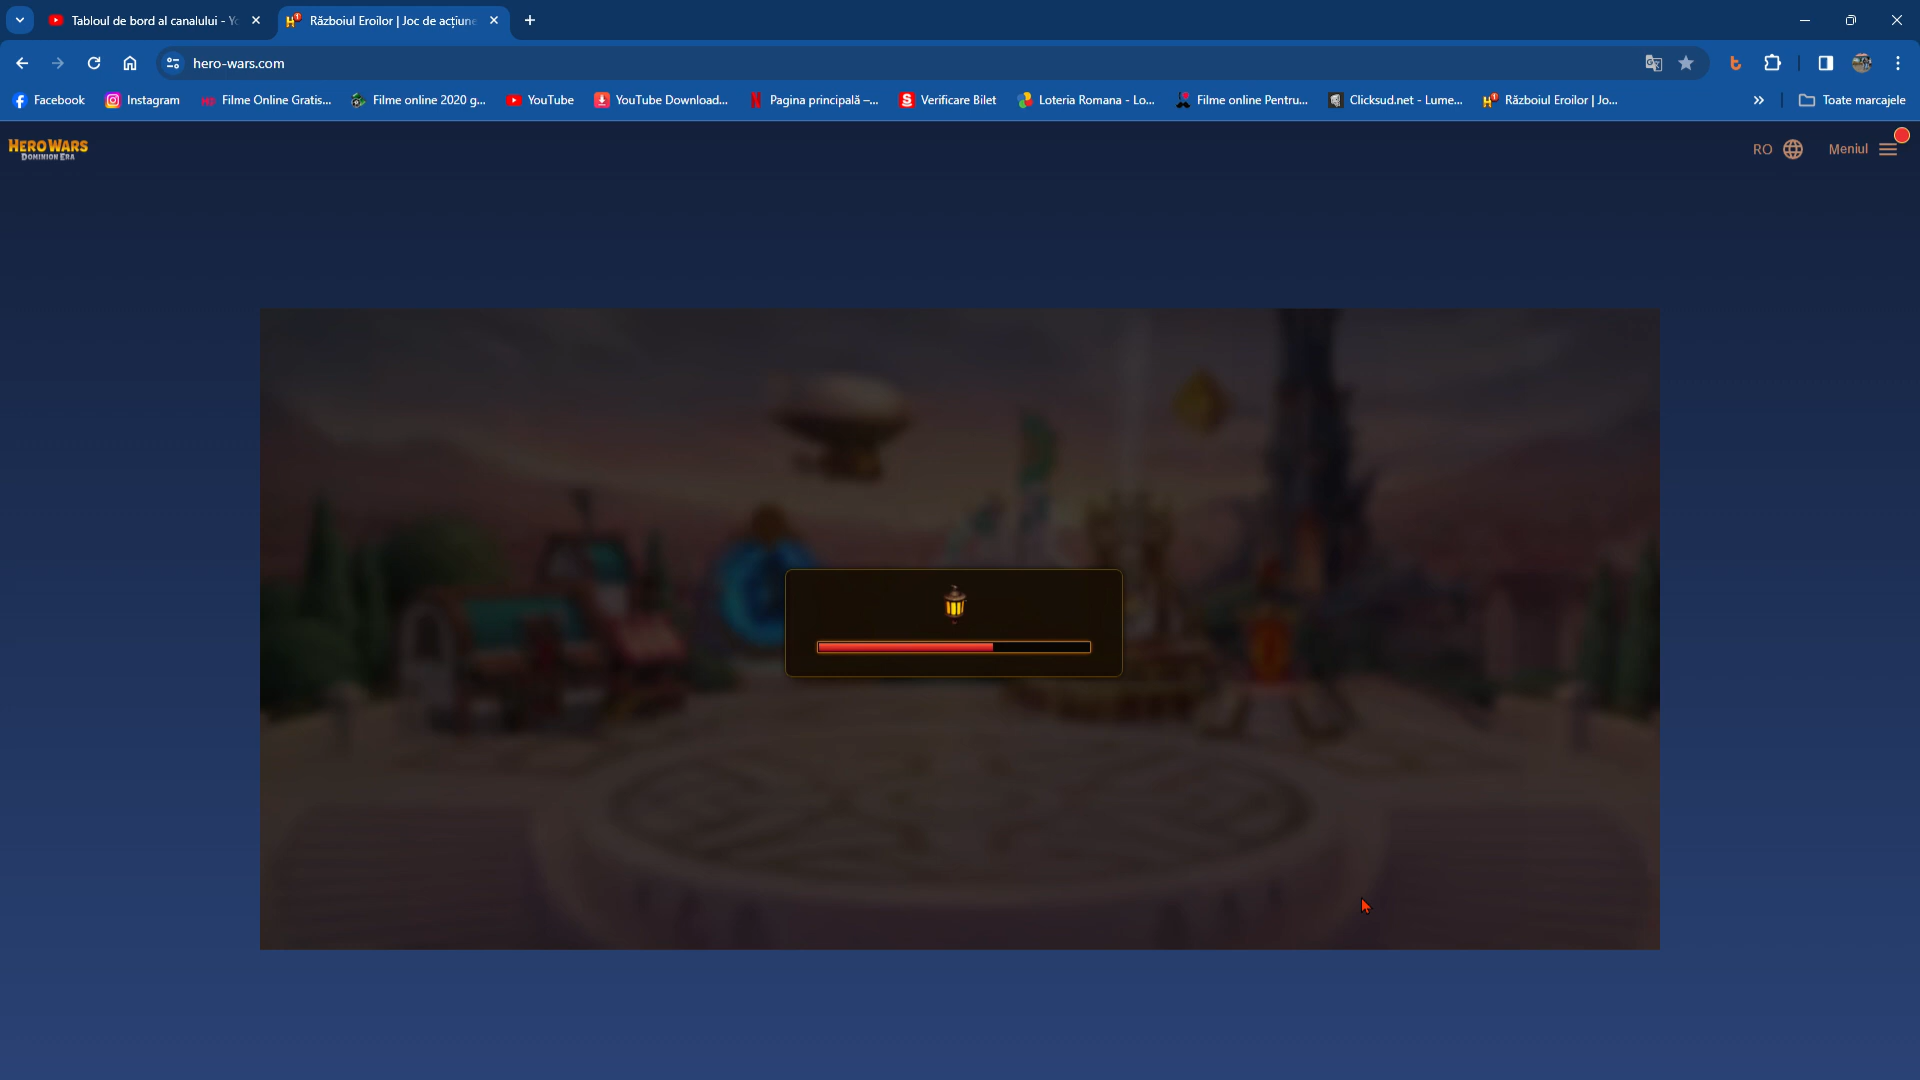 Tabloul de bord al canalului - Yo
Războiul Eroilor | Joc de acțiune
hero-wars.com
Facebook
Instagram
Filme Online Gratis...
Filme online 2020 g...
YouTube
YouTube Download...
Pagina principală –...
Verificare Bilet
Loteria Romana - Lo...
Filme online Pentru...
Clicksud.net - Lume...
Războiul Eroilor | Jo...
Toate marcajele
HERO WARS
DOMINION ERA
RO
Meniul